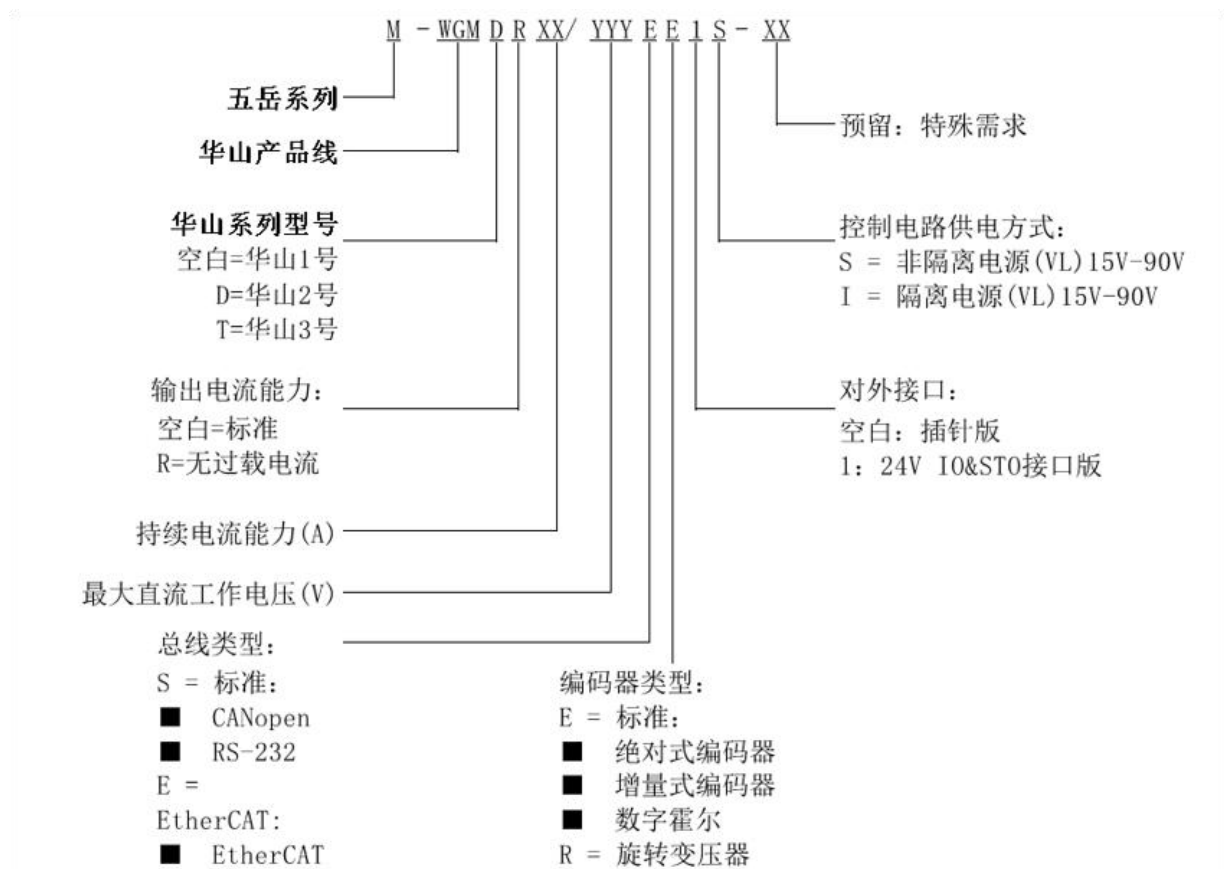 M - WGM D R XX/ YYY E E 1 S - XX
五岳系列
华山产品线
华山系列型号
空白=华山1号
D=华山2号
T=华山3号
输出电流能力:
空白=标准
R=无过载电流
持续电流能力(A)
最大直流工作电压(V)
总线类型:
S = 标准:
■ CANopen
■ RS-232
E =
EtherCAT:
■ EtherCAT
编码器类型:
E = 标准:
■ 绝对式编码器
■ 增量式编码器
■ 数字霍尔
R = 旋转变压器
预留: 特殊需求
控制电路供电方式:
S = 非隔离电源(VL)15V-90V
I = 隔离电源(VL)15V-90V
对外接口:
空白: 插针版
1: 24V IO&STO接口版